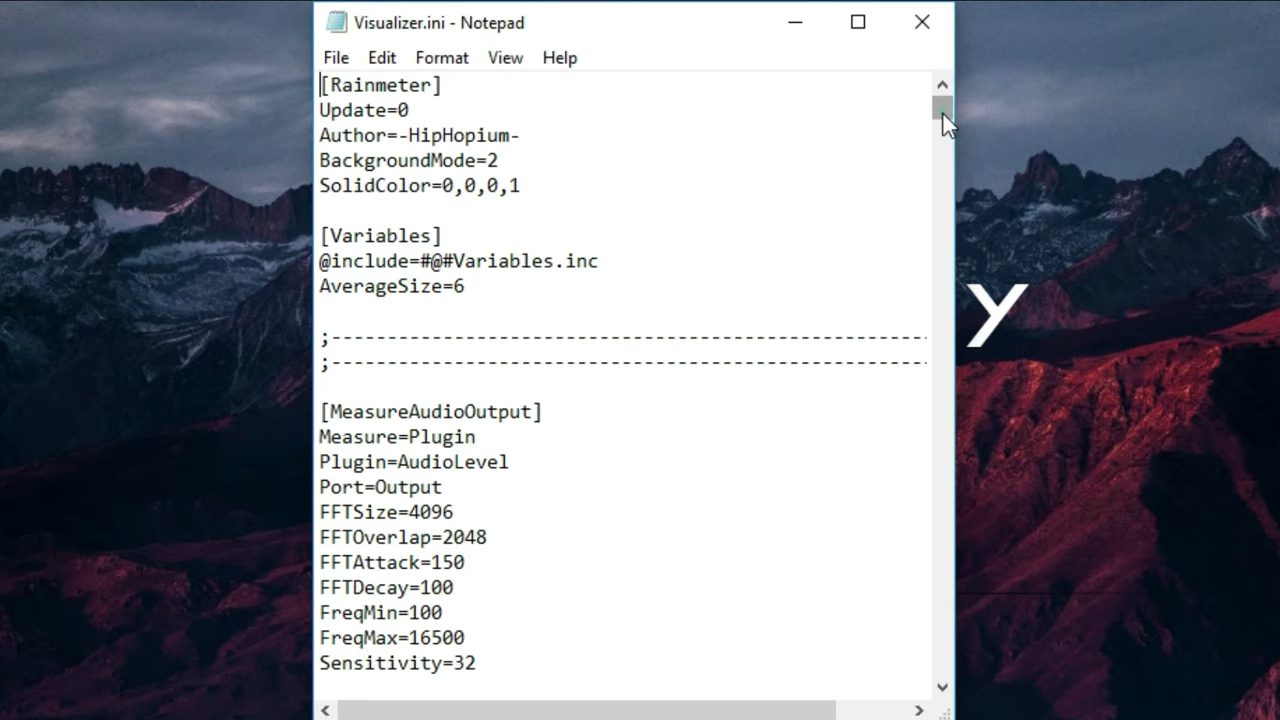 Visualizer.ini - Notepad
File Edit Format View Help
[Rainmeter]
Update=0
Author=-HipHopium-
BackgroundMode=2
SolidColor=0,0,0,1
[Variables]
@include=#@#Variables.inc
AverageSize=6
;------------------------------------------------------
;------------------------------------------------------
[MeasureAudioOutput]
Measure=Plugin
Plugin=AudioLevel
Port=Output
FFTSize=4096
FFTOverlap=2048
FFTAttack=150
FFTDecay=100
FreqMin=100
FreqMax=16500
Sensitivity=32
y